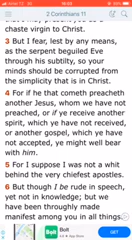 2 Corinthians 11
chaste virgin to Christ.
3 But I fear, lest by any means,
as the serpent beguiled Eve
through his subtilty, so your
minds should be corrupted from
the simplicity that is in Christ.
4 For if he that cometh preacheth
another Jesus, whom we have not
preached, or if ye receive another
spirit, which ye have not received,
or another gospel, which ye have
not accepted, ye might well bear
with him.
5 For I suppose I was not a whit
behind the very chiefest apostles.
6 But though I be rude in speech,
yet not in knowledge; but we
have been throughly made
manifest among you in all things.
Bolt
Bolt
GET